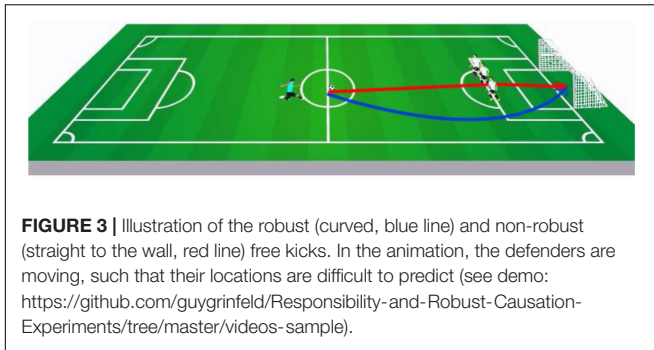 FIGURE 3 | Illustration of the robust (curved, blue line) and non-robust
(straight to the wall, red line) free kicks. In the animation, the defenders are
moving, such that their locations are difficult to predict (see demo:
https://github.com/guygrinfeld/Responsibility-and-Robust-Causation-
Experiments/tree/master/videos-sample).